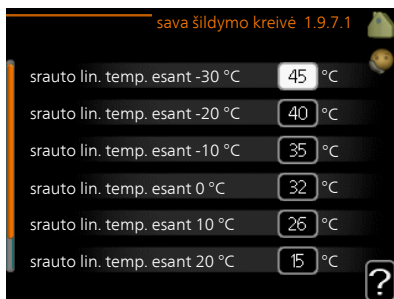 sava šildymo kreivė 1.9.7.1
srauto lin. temp. esant -30 °C 45 °C
srauto lin. temp. esant -20 °C 40 °C
srauto lin. temp. esant -10 °C 35 °C
srauto lin. temp. esant 0 °C 32 °C
srauto lin. temp. esant 10 °C 26 °C
srauto lin. temp. esant 20 °C 15 °C
?